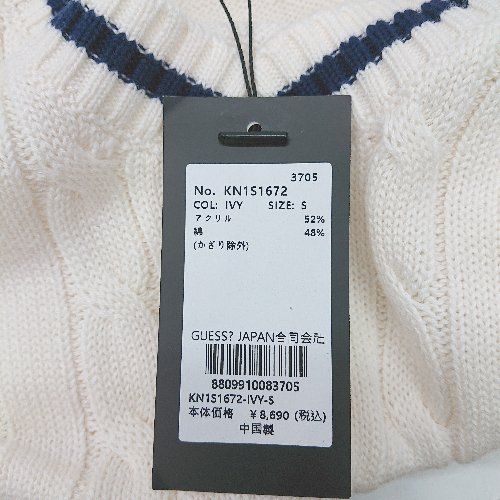 3705
No. KN1S1672
COL: IVY SIZE: S
アクリル 52%
綿 48%
(かざり除外)
GUESS? JAPAN合同会社
8809910083705
KN1S1672-IVY-S
本体価格 ¥8,690 (税込)
中国製